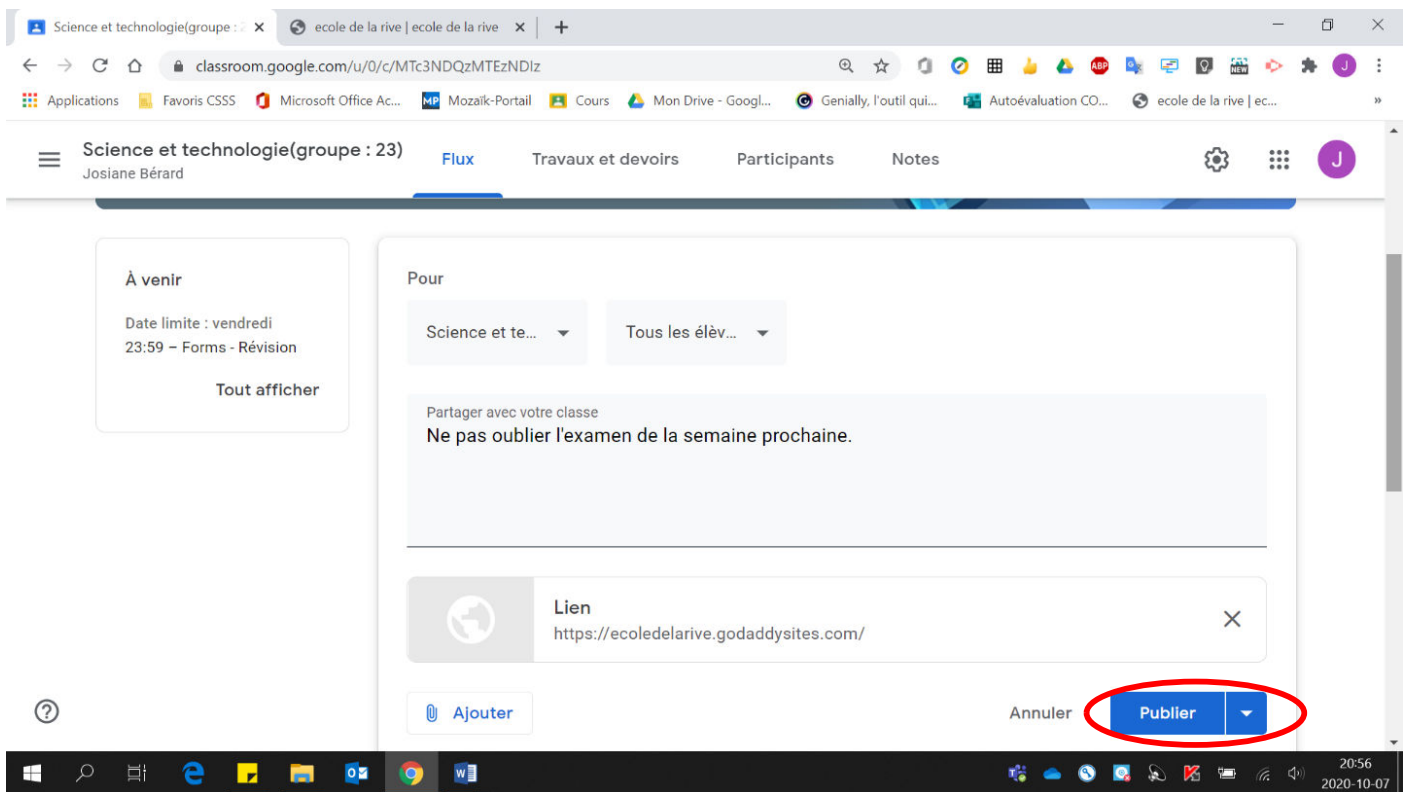 Science et technologie(groupe : 2
ecole de la rive | ecole de la rive
classroom.google.com/u/0/c/MTc3NDQzMTEzNDIz
ABP
NEW
J
Applications
Favoris CSSS
Microsoft Office Ac...
MP Mozaïk-Portail
Cours
Mon Drive - Googl...
Genially, l'outil qui...
Autoévaluation CO...
ecole de la rive | ec...
»
Science et technologie(groupe : 23)
Josiane Bérard
Flux
Travaux et devoirs
Participants
Notes
J
À venir
Date limite : vendredi
23:59 – Forms - Révision
Tout afficher
Pour
Science et te...
Tous les élèv...
Partager avec votre classe
Ne pas oublier l'examen de la semaine prochaine.
Lien
https://ecoledelarive.godaddysites.com/
Ajouter
Annuler
Publier
20:56
2020-10-07